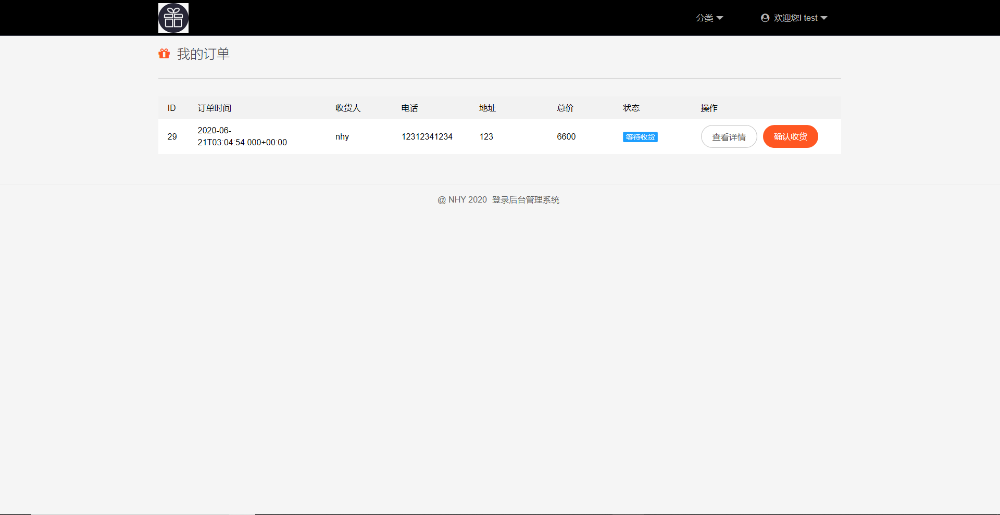 分类
欢迎您! test
我的订单
ID 订单时间 收货人 电话 地址 总价 状态 操作
29 2020-06-21T03:04:54.000+00:00 nhy 12312341234 123 6600 等待收货 查看详情 确认收货
@ NHY 2020 登录后台管理系统